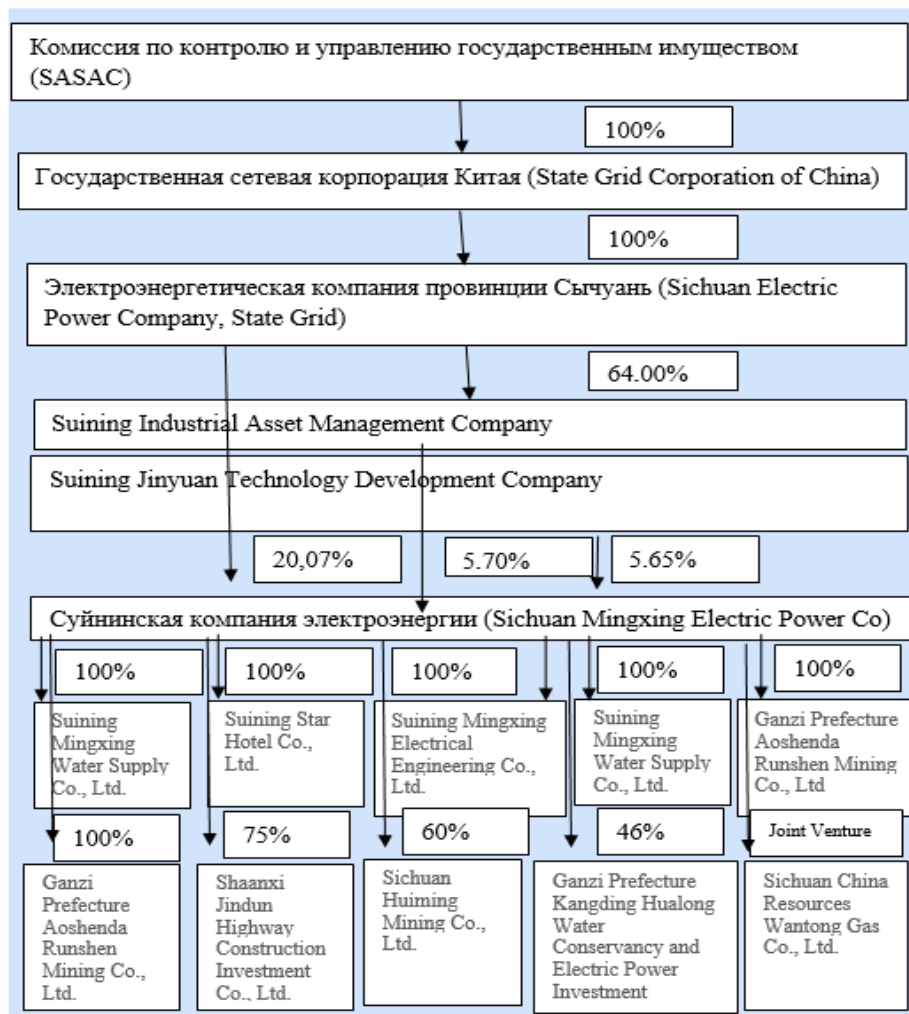 Комиссия по контролю и управлению государственным имуществом
(SASAC)
100%
Государственная сетевая корпорация Китая (State Grid Corporation of China)
100%
Электроэнергетическая компания провинции Сычуань (Sichuan Electric
Power Company, State Grid)
64.00%
Suining Industrial Asset Management Company
Suining Jinyuan Technology Development Company
20,07%
5.70%
5.65%
Суйнинская компания электроэнергии (Sichuan Mingxing Electric Power Co)
100%
100%
100%
100%
100%
Suining
Mingxing
Water Supply
Co., Ltd.
Suining Star
Hotel Co.,
Ltd.
Suining Mingxing
Electrical
Engineering Co.,
Ltd.
Suining
Mingxing
Water Supply
Co., Ltd.
Ganzi Prefecture
Aoshenda
Runshen Mining
Co., Ltd
100%
75%
60%
46%
Joint Venture
Ganzi
Prefecture
Aoshenda
Runshen
Mining Co.,
Ltd.
Shaanxi
Jindun
Highway
Construction
Investment
Co., Ltd.
Sichuan
Huiming
Mining Co.,
Ltd.
Ganzi Prefecture
Kangding Hualong
Water
Conservancy and
Electric Power
Investment
Sichuan China
Resources
Wantong Gas
Co., Ltd.